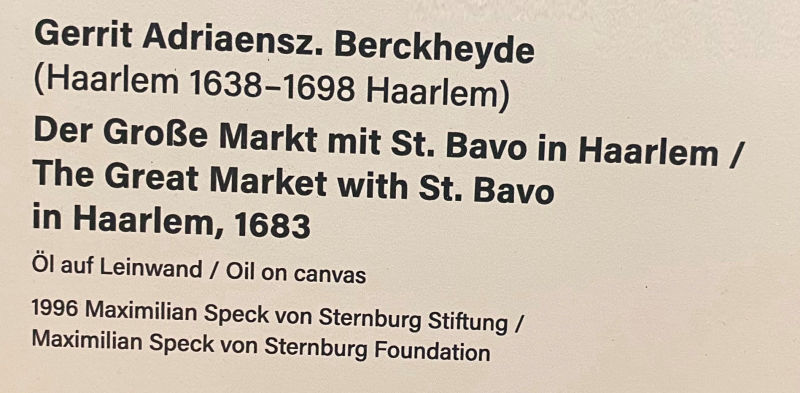 Gerrit Adriaensz. Berckheyde
(Haarlem 1638–1698 Haarlem)
Der Große Markt mit St. Bavo in Haarlem /
The Great Market with St. Bavo
in Haarlem, 1683
Öl auf Leinwand / Oil on canvas
1996 Maximilian Speck von Sternburg Stiftung /
Maximilian Speck von Sternburg Foundation